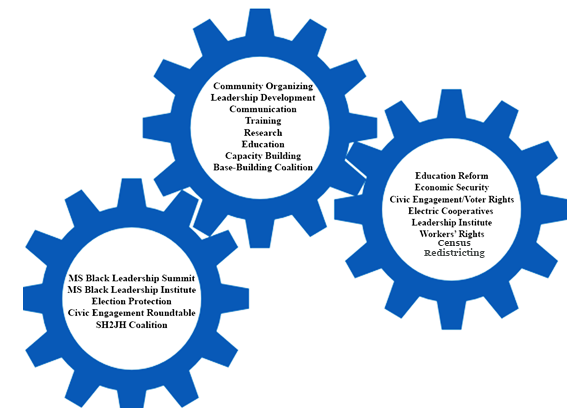 Community Organizing
Leadership Development
Communication
Training
Research
Education
Capacity Building
Base-Building Coalition
Education Reform
Economic Security
Civic Engagement/Voter Rights
Electric Cooperatives
Leadership Institute
Workers' Rights
Census
Redistricting
MS Black Leadership Summit
MS Black Leadership Institute
Election Protection
Civic Engagement Roundtable
SH2JH Coalition